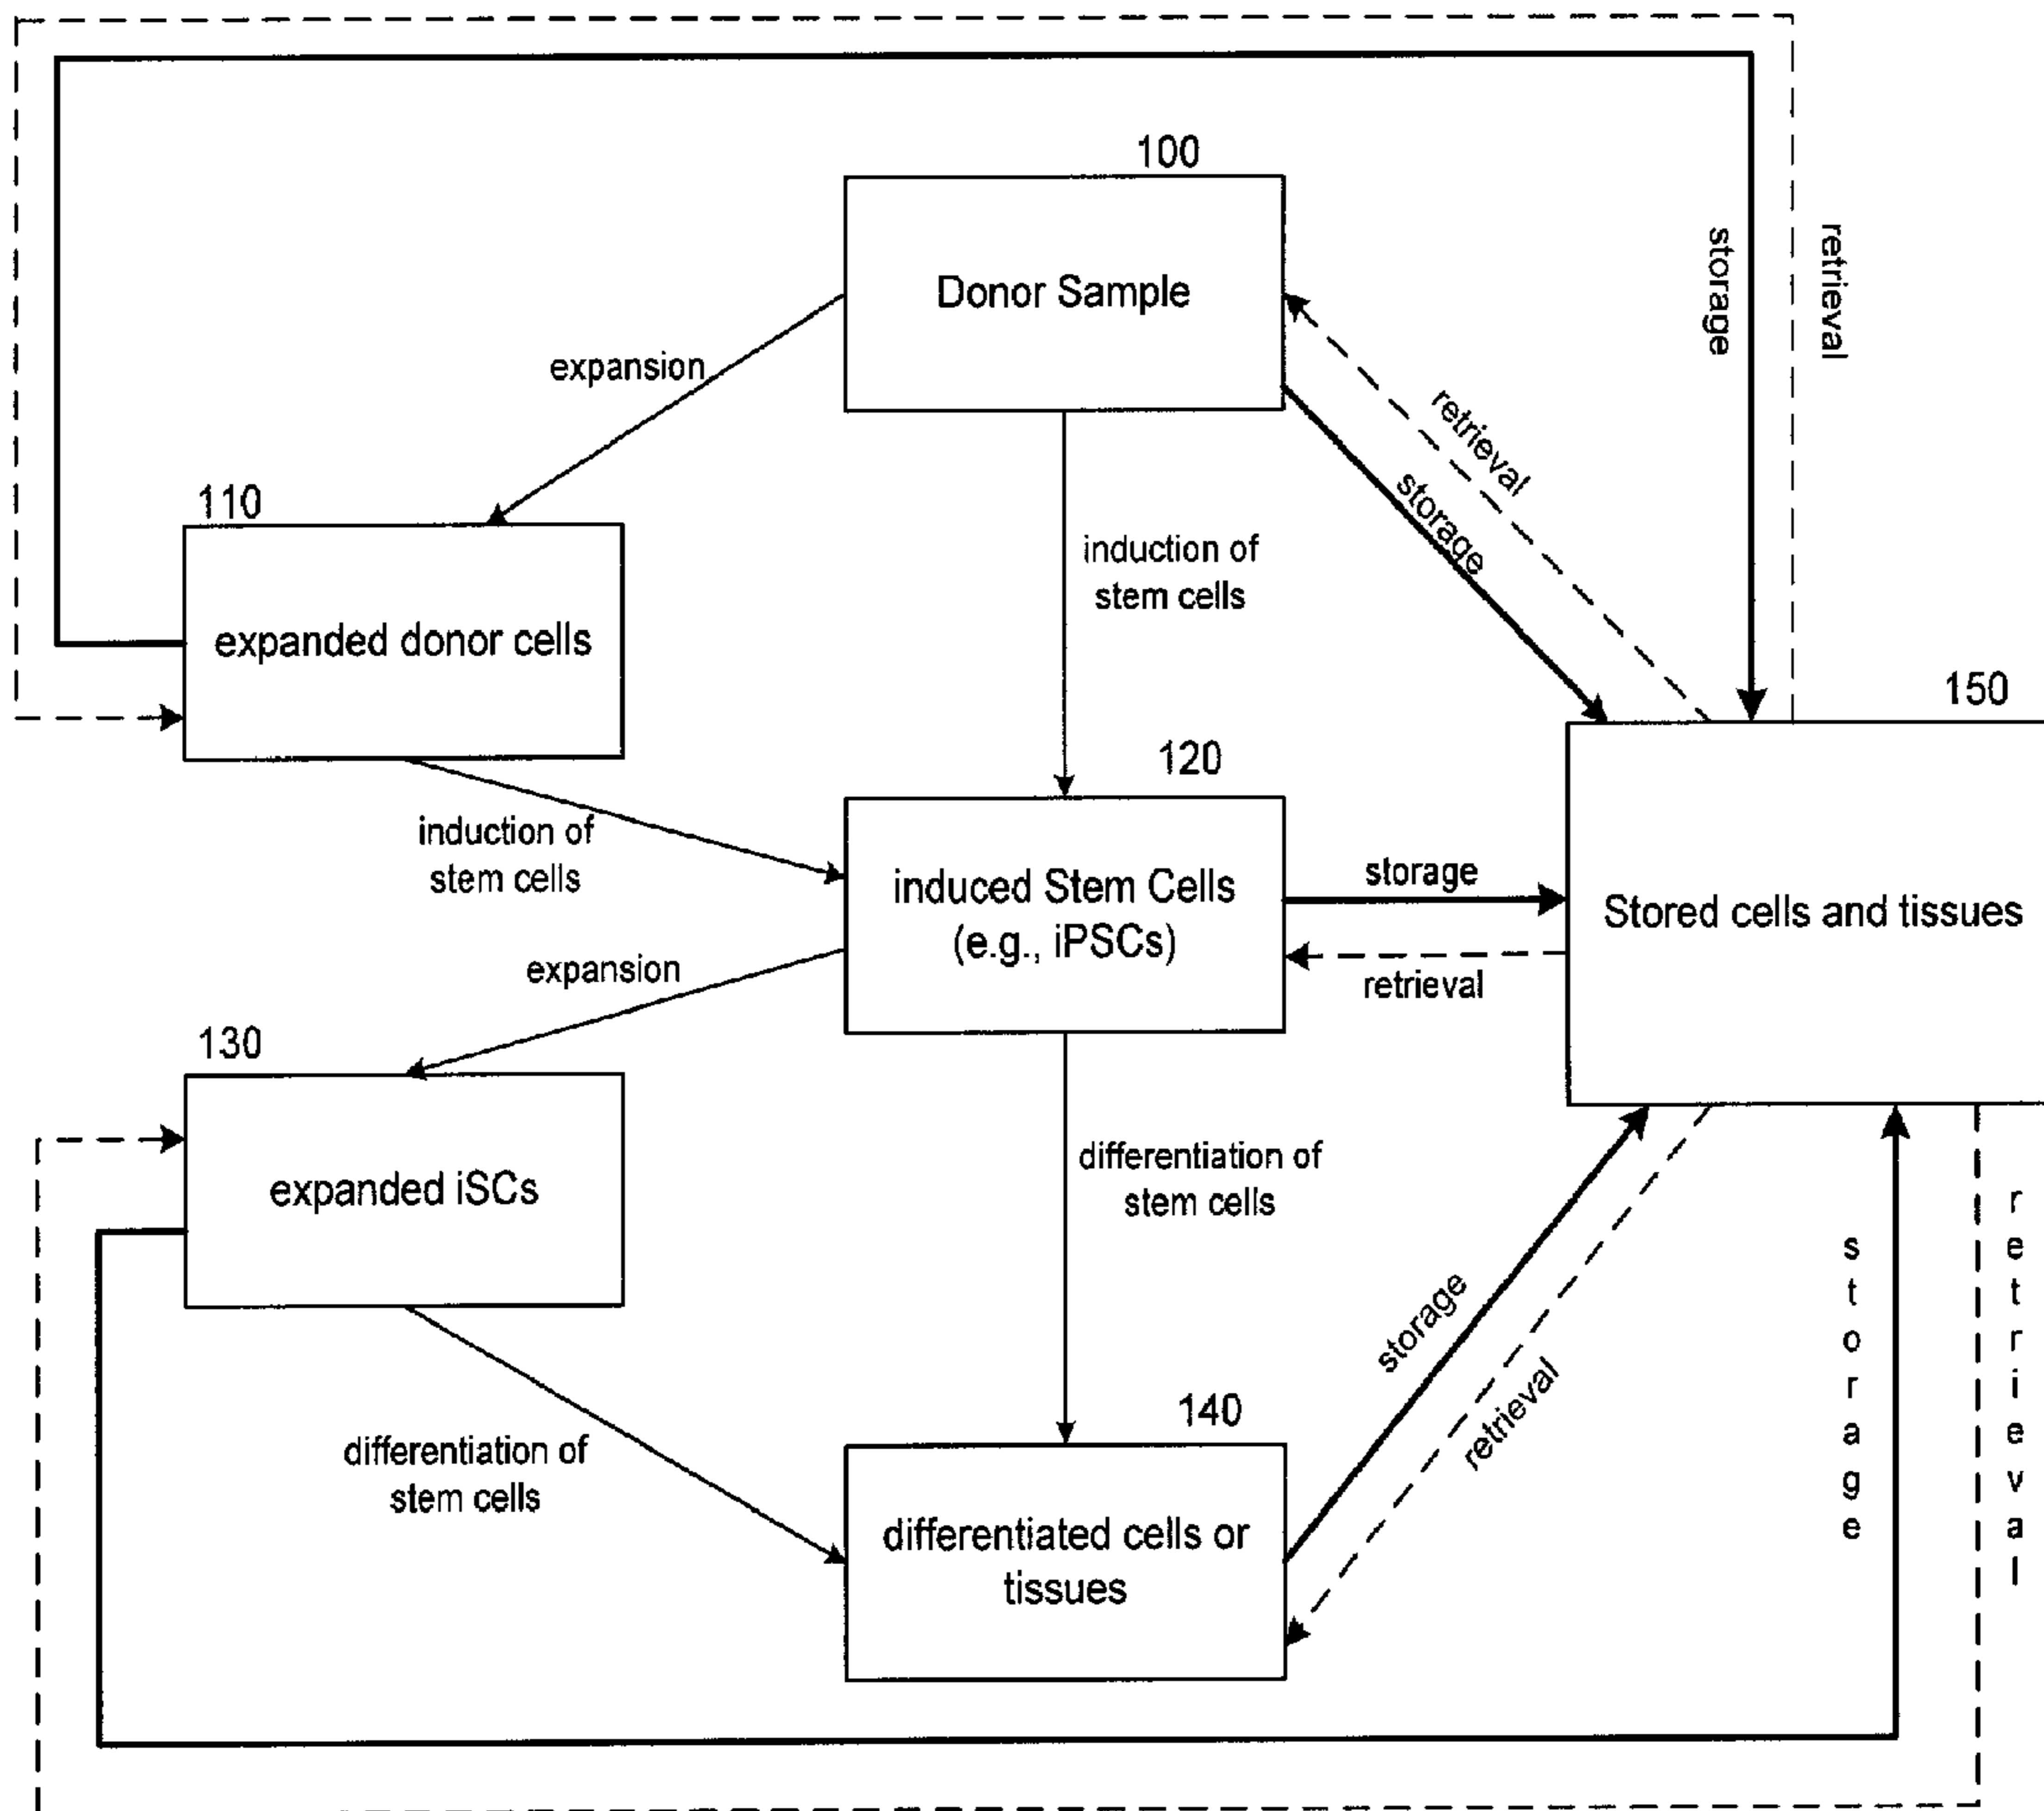 100
Donor Sample
storage
retrieval
expansion
retrieval
storage
110
induction of
stem cells
expanded donor cells
150
120
induction of
stem cells
induced Stem Cells
(e.g., iPSCs)
storage
Stored cells and tissues
expansion
retrieval
130
differentiation of
stem cells
expanded iSCs
storage
retrieval
storage
retrieval
140
differentiation of
stem cells
differentiated cells or
tissues